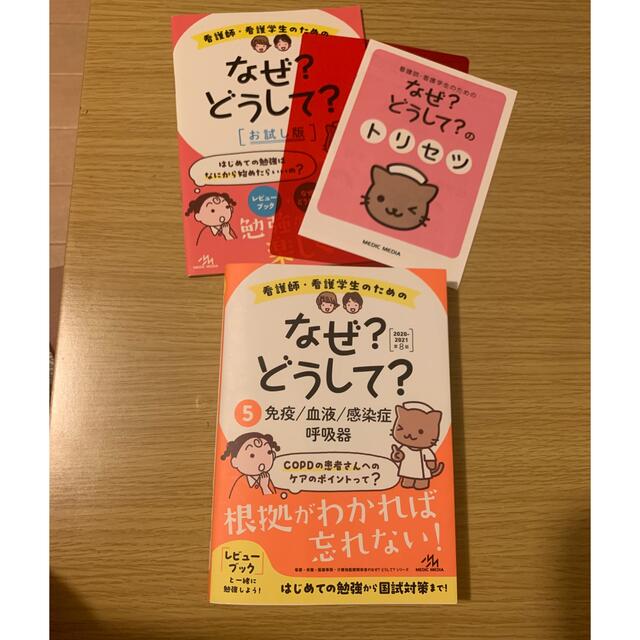 看護師・看護学生のための
なぜ?
どうして?
[お試し版]
はじめての勉強は
なにから始めたらいいの?
レビュー
ブック
勉強
楽し
MEDIC MEDIA
看護師・看護学生のための
なぜ?
どうして?の
トリセツ
MEDIC MEDIA
看護師・看護学生のための
なぜ?
どうして?
[2020-
2021
第8版]
5 免疫/血液/感染症
呼吸器
COPDの患者さんへの
ケアのポイントって?
根拠がわかれば
忘れない!
「レビュー
ブック」
と一緒に
勉強しよう!
MEDIC MEDIA
はじめての勉強から国試対策まで!